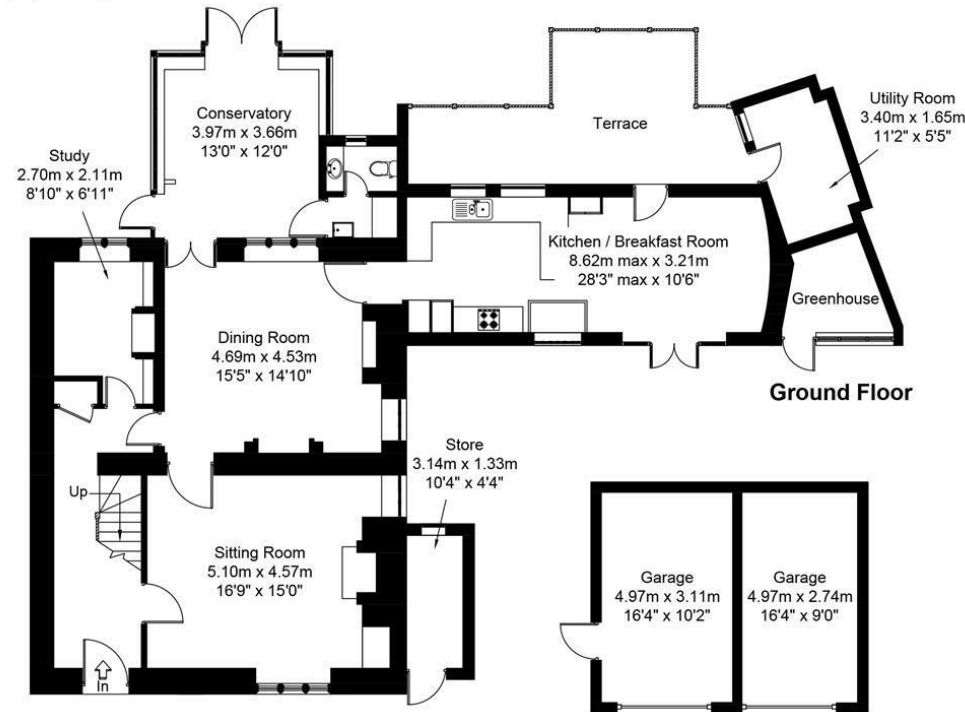 Conservatory
3.97m x 3.66m
13'0" x 12'0"
Terrace
Utility Room
3.40m x 1.65m
11'2" x 5'5"
Study
2.70m x 2.11m
8'10" x 6'11"
Kitchen / Breakfast Room
8.62m max x 3.21m
28'3" max x 10'6"
Greenhouse
Dining Room
4.69m x 4.53m
15'5" x 14'10"
Ground Floor
Store
3.14m x 1.33m
10'4" x 4'4"
Up
Sitting Room
5.10m x 4.57m
16'9" x 15'0"
Garage
4.97m x 3.11m
16'4" x 10'2"
Garage
4.97m x 2.74m
16'4" x 9'0"
In